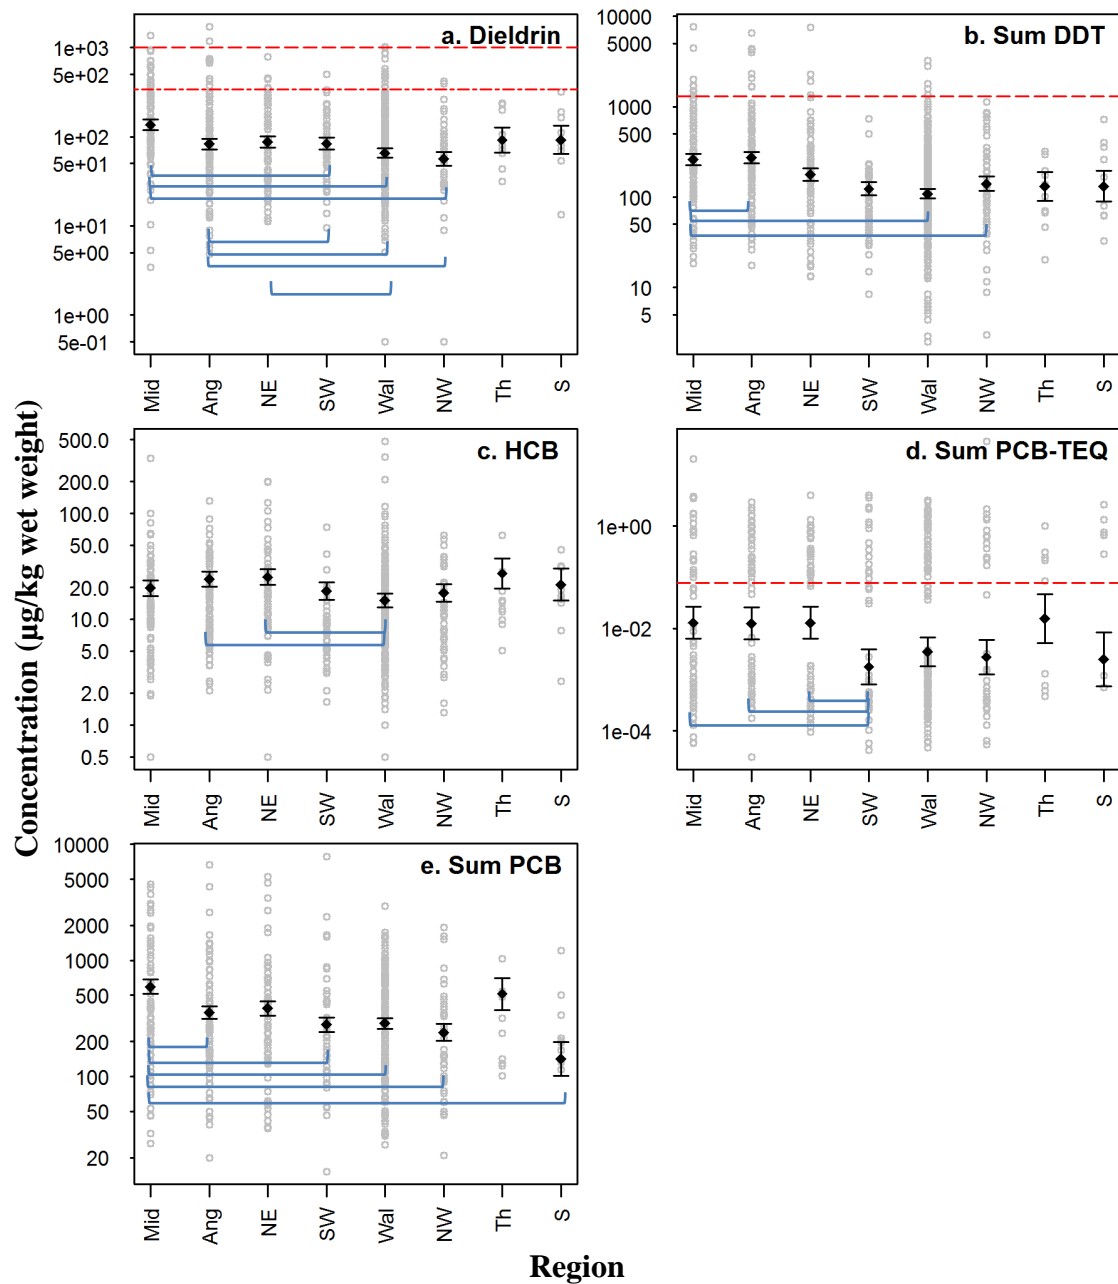 a. Dieldrin
1e+03
5e+02
1e+02
5e+01
1e+01
5e+00
1e+00
5e-01
Mid Ang NE SW Wal NW Th S
b. Sum DDT
10000
5000
1000
500
100
50
10
5
Mid Ang NE SW Wal NW Th S
c. HCB
500.0
200.0
100.0
50.0
20.0
10.0
5.0
2.0
1.0
0.5
Mid Ang NE SW Wal NW Th S
d. Sum PCB-TEQ
1e+00
1e-02
1e-04
Mid Ang NE SW Wal NW Th S
e. Sum PCB
10000
5000
2000
1000
500
200
100
50
20
Mid Ang NE SW Wal NW Th S
Concentration (µg/kg wet weight)
Region